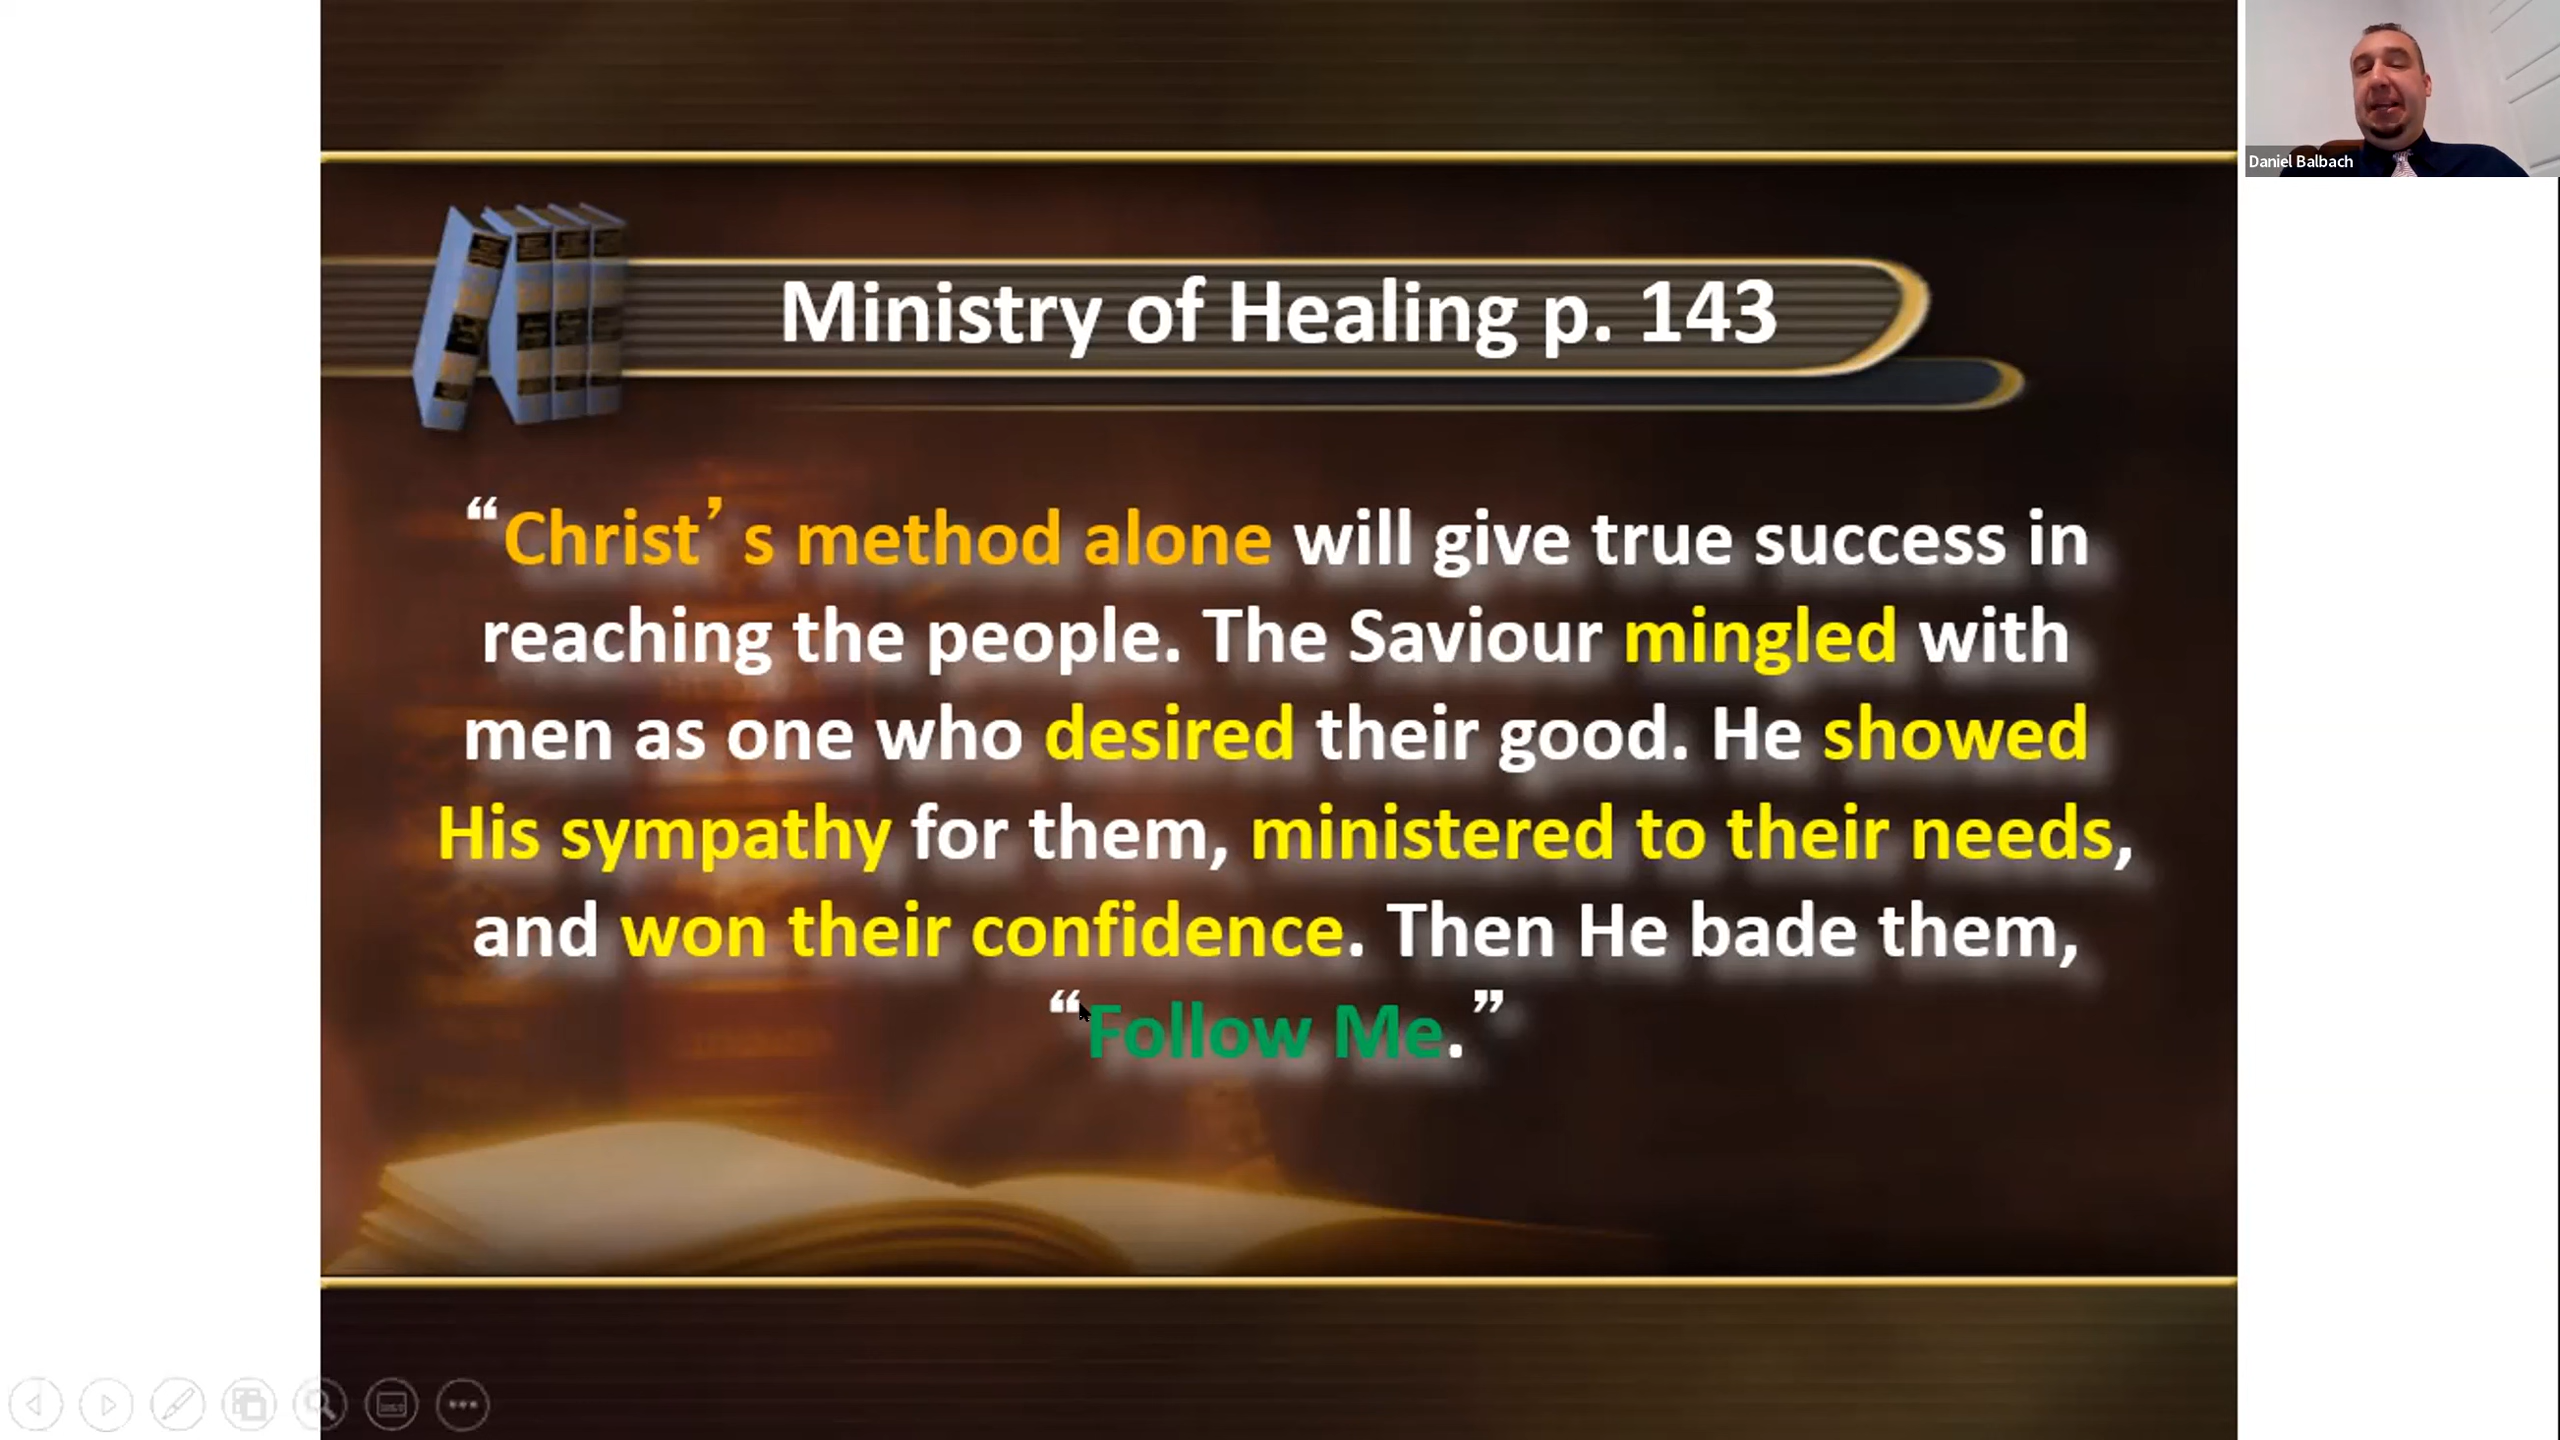 Ministry of Healing p. 143
“Christ’s method alone will give true success in
reaching the people. The Saviour mingled with
men as one who desired their good. He showed
His sympathy for them, ministered to their needs,
and won their confidence. Then He bade them,
“Follow Me.”
Daniel Balbach